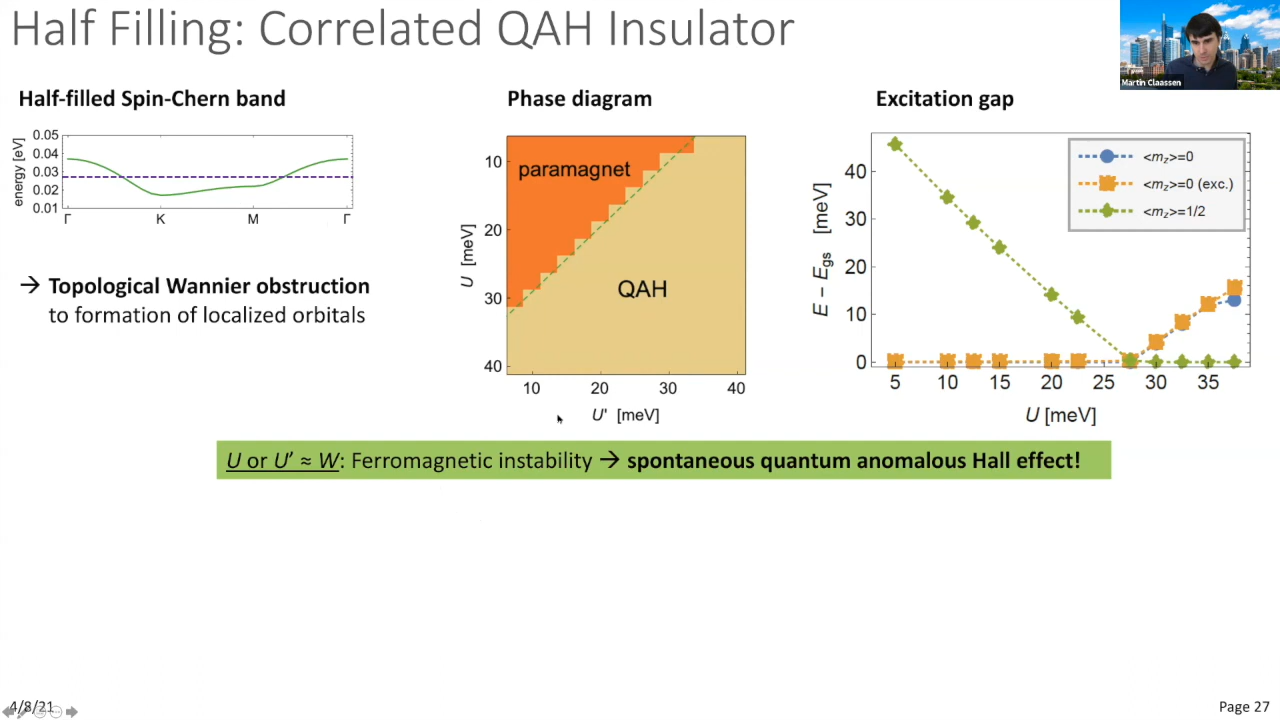 Half Filling: Correlated QAH Insulator
Martin Claassen
Half-filled Spin-Chern band
energy [eV]
0.05
0.04
0.03
0.02
0.01
Γ K M Γ
→ Topological Wannier obstruction
to formation of localized orbitals
Phase diagram
paramagnet
QAH
U [meV]
10
20
30
40
10 20 30 40
U' [meV]
Excitation gap
<m_z>=0
<m_z>=0 (exc.)
<m_z>=1/2
E − E_gs [meV]
40
30
20
10
0
5 10 15 20 25 30 35
U [meV]
U or U′ ≈ W: Ferromagnetic instability → spontaneous quantum anomalous Hall effect!
4/8/21
Page 27